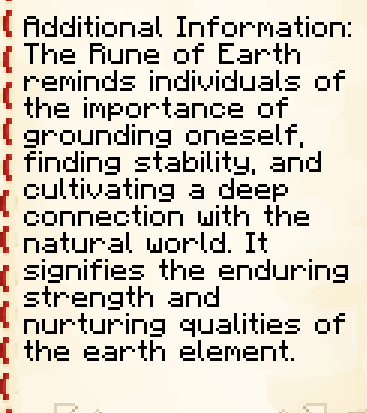 Additional Information:
The Rune of Earth
reminds individuals of
the importance of
grounding oneself,
finding stability, and
cultivating a deep
connection with the
natural world. It
signifies the enduring
strength and
nurturing qualities of
the earth element.